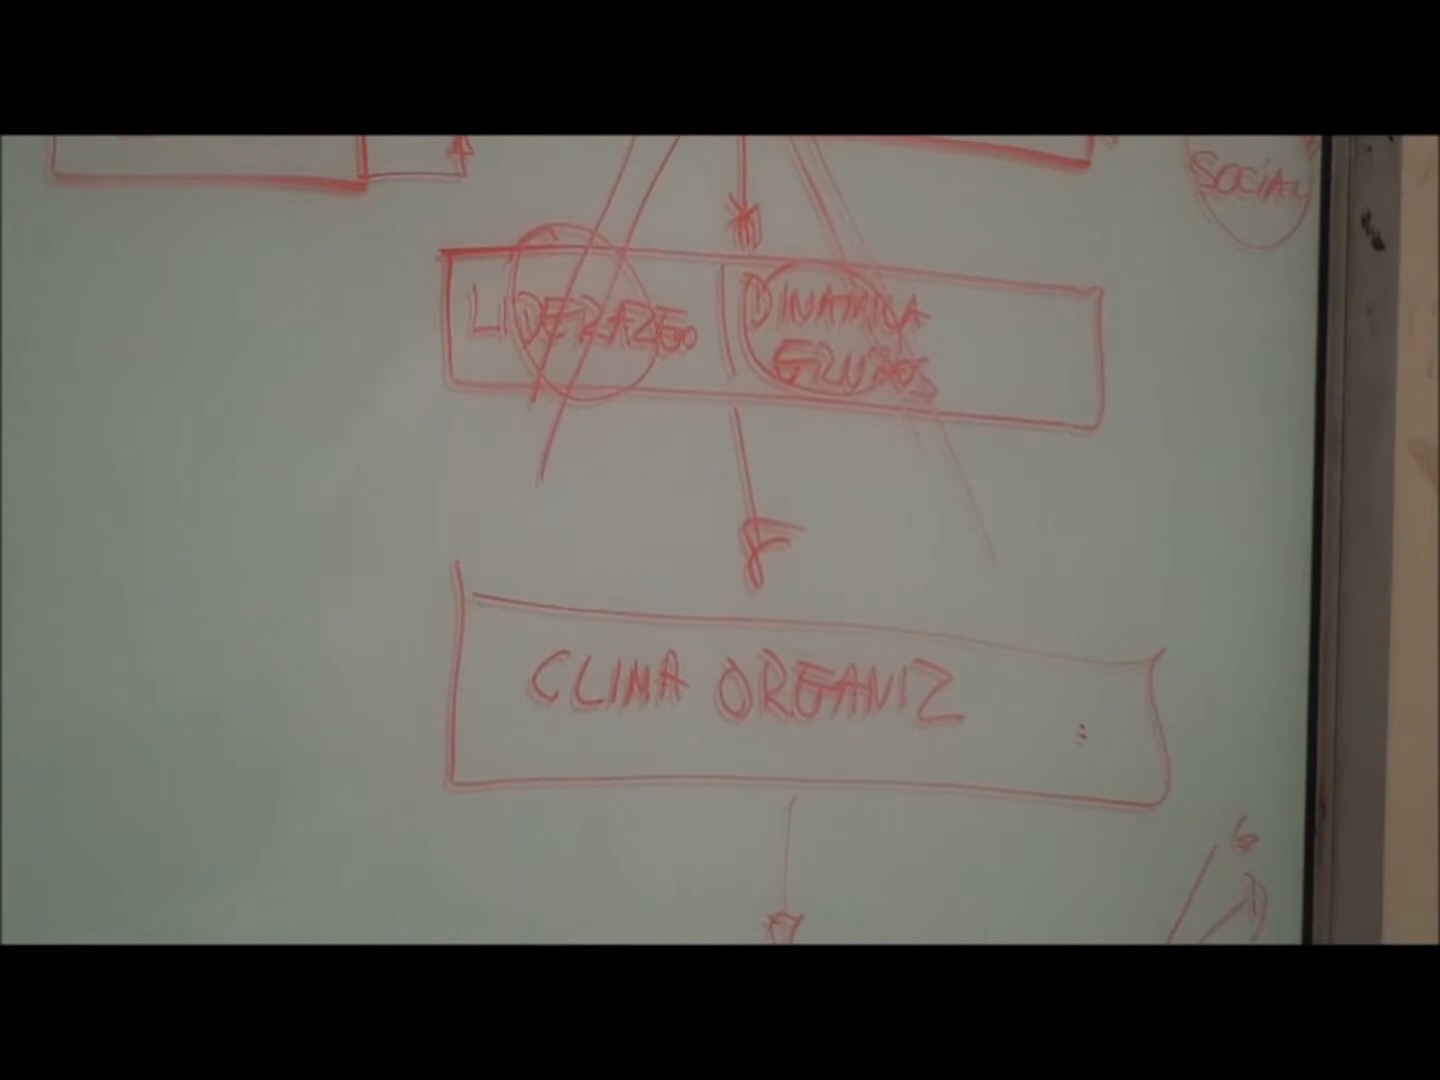 SOCIAL
LIDERAZGO
DINAMICA
GRUPOS
CLIMA ORGANIZ